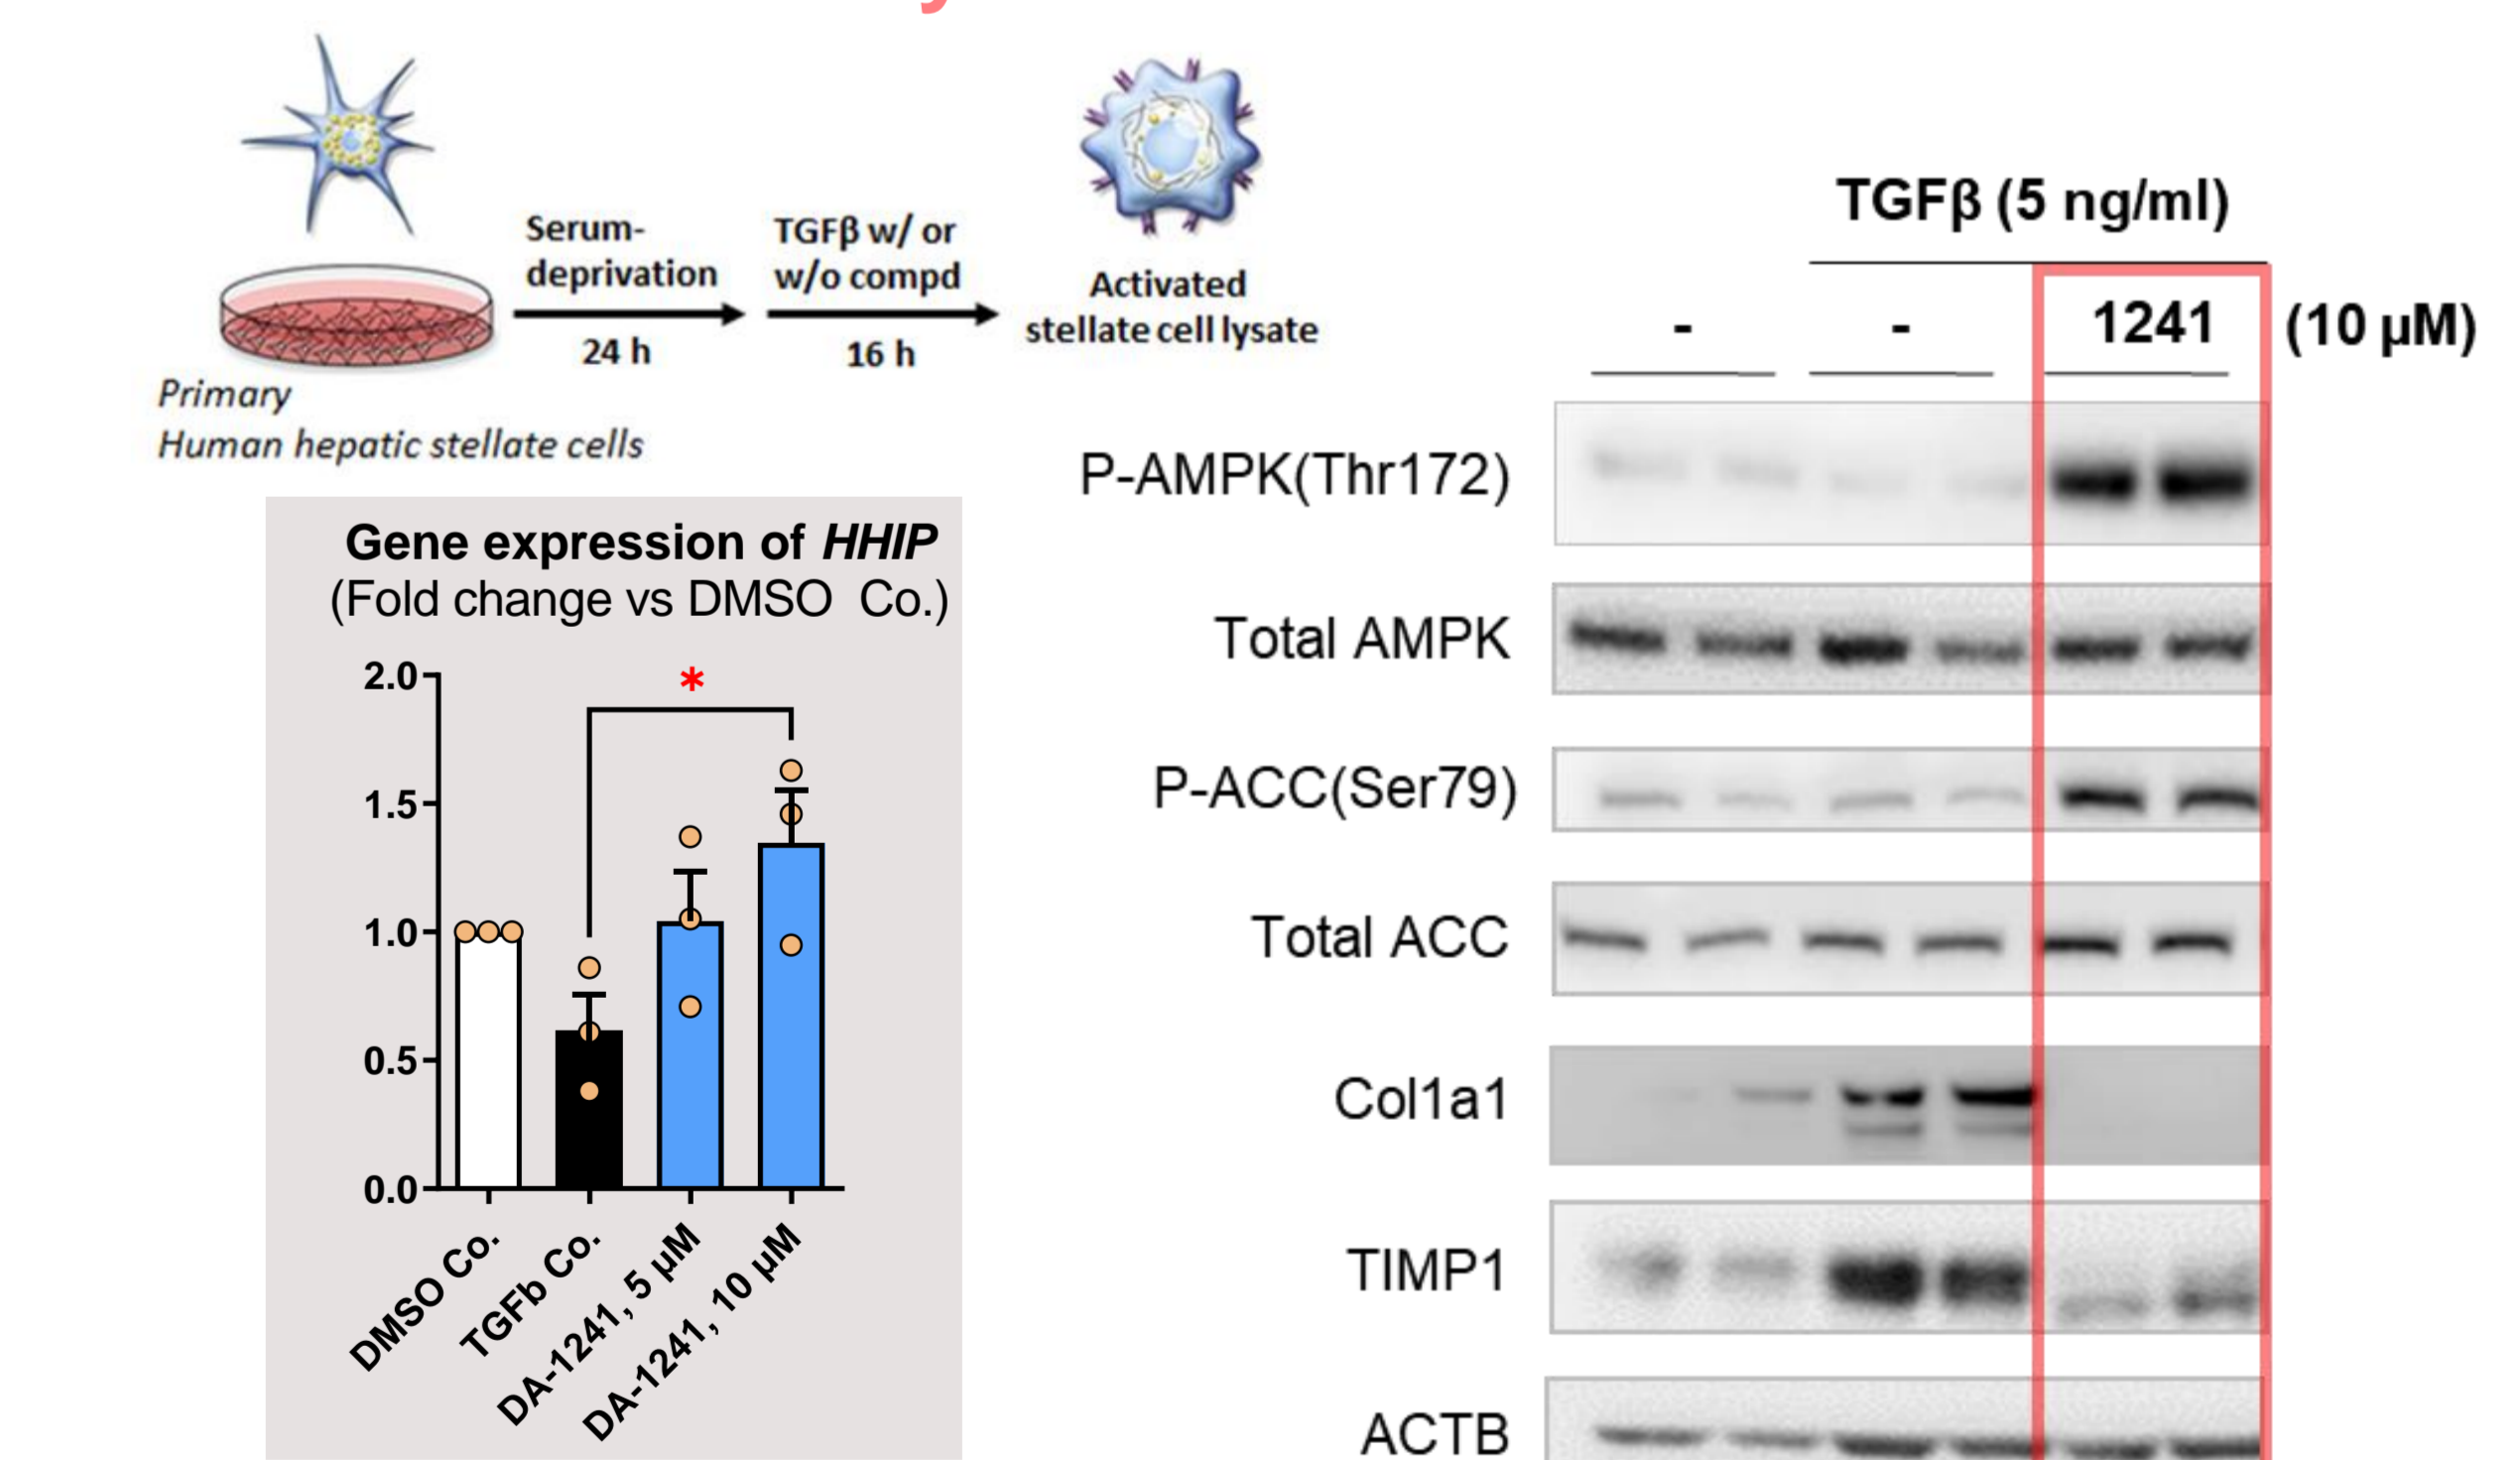 Serum-
deprivation
24 h
TGFβ w/ or
w/o compd
16 h
Activated
stellate cell lysate
Primary
Human hepatic stellate cells
Gene expression of HHIP
(Fold change vs DMSO Co.)
2.0
*
1.5
1.0
0.5
0.0
DMSO Co.
TGFb Co.
DA-1241, 5 μM
DA-1241, 10 μM
TGFβ (5 ng/ml)
- - 1241 (10 μM)
P-AMPK(Thr172)
Total AMPK
P-ACC(Ser79)
Total ACC
Col1a1
TIMP1
ACTB